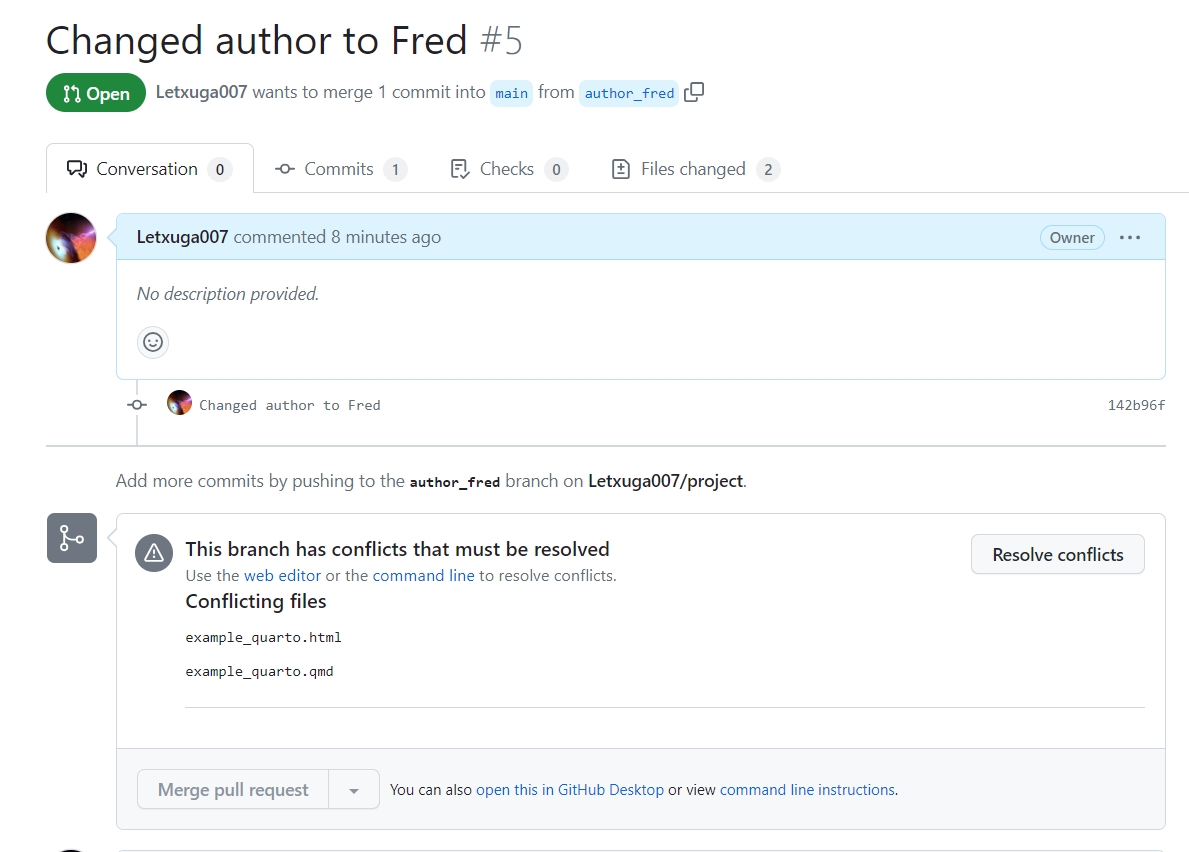 Changed author to Fred #5
Open Letxuga007 wants to merge 1 commit into main from author_fred
Conversation 0 Commits 1 Checks 0 Files changed 2
Letxuga007 commented 8 minutes ago Owner
No description provided.
Changed author to Fred 142b96f
Add more commits by pushing to the author_fred branch on Letxuga007/project.
This branch has conflicts that must be resolved Resolve conflicts
Use the web editor or the command line to resolve conflicts.
Conflicting files
example_quarto.html
example_quarto.qmd
Merge pull request You can also open this in GitHub Desktop or view command line instructions.